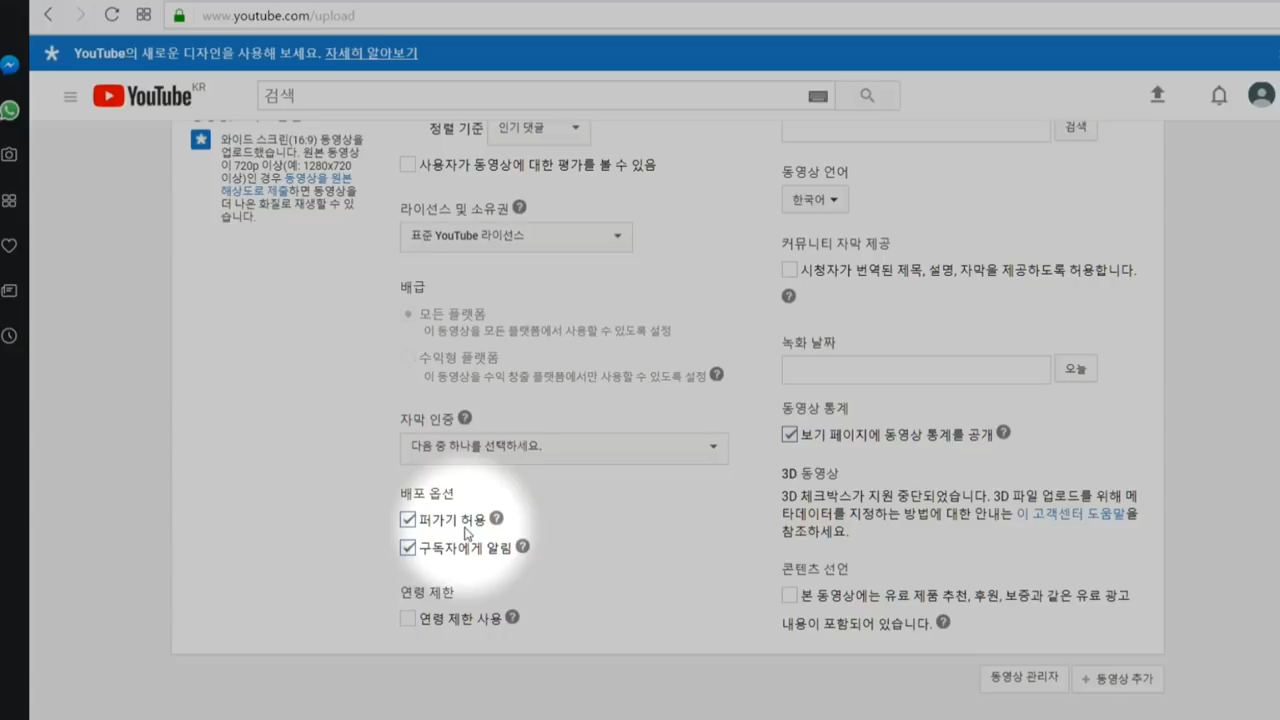 www.youtube.com/upload
YouTube의 새로운 디자인을 사용해 보세요. 자세히 알아보기
YouTube KR
검색
와이드 스크린(16:9) 동영상을
업로드했습니다. 원본 동영상
이 720p 이상(예: 1280x720
이상)인 경우 동영상을 원본
해상도로 제출하면 동영상을
더 나은 화질로 재생할 수 있
습니다.
정렬 기준 인기 댓글
사용자가 동영상에 대한 평가를 볼 수 있음
라이선스 및 소유권
표준 YouTube 라이선스
배급
모든 플랫폼
이 동영상을 모든 플랫폼에서 사용할 수 있도록 설정
수익형 플랫폼
이 동영상을 수익 창출 플랫폼에서만 사용할 수 있도록 설정
자막 인증
다음 중 하나를 선택하세요.
배포 옵션
퍼가기 허용
구독자에게 알림
연령 제한
연령 제한 사용
검색
동영상 언어
한국어
커뮤니티 자막 제공
시청자가 번역된 제목, 설명, 자막을 제공하도록 허용합니다.
녹화 날짜
오늘
동영상 통계
보기 페이지에 동영상 통계를 공개
3D 동영상
3D 체크박스가 지원 중단되었습니다. 3D 파일 업로드를 위해 메
타데이터를 지정하는 방법에 대한 안내는 이 고객센터 도움말을
참조하세요.
콘텐츠 선언
본 동영상에는 유료 제품 추천, 후원, 보증과 같은 유료 광고
내용이 포함되어 있습니다.
동영상 관리자
+ 동영상 추가